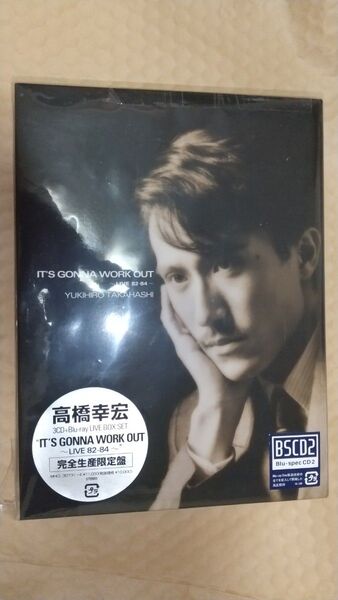 IT'S GONNA WORK OUT
~LIVE 82-84~
YUKIHIRO TAKAHASHI
高橋幸宏
3CD+Blu-ray LIVE BOX SET
"IT'S GONNA WORK OUT
~LIVE 82-84~"
完全生産限定盤
BSCD2
Blu-spec CD2